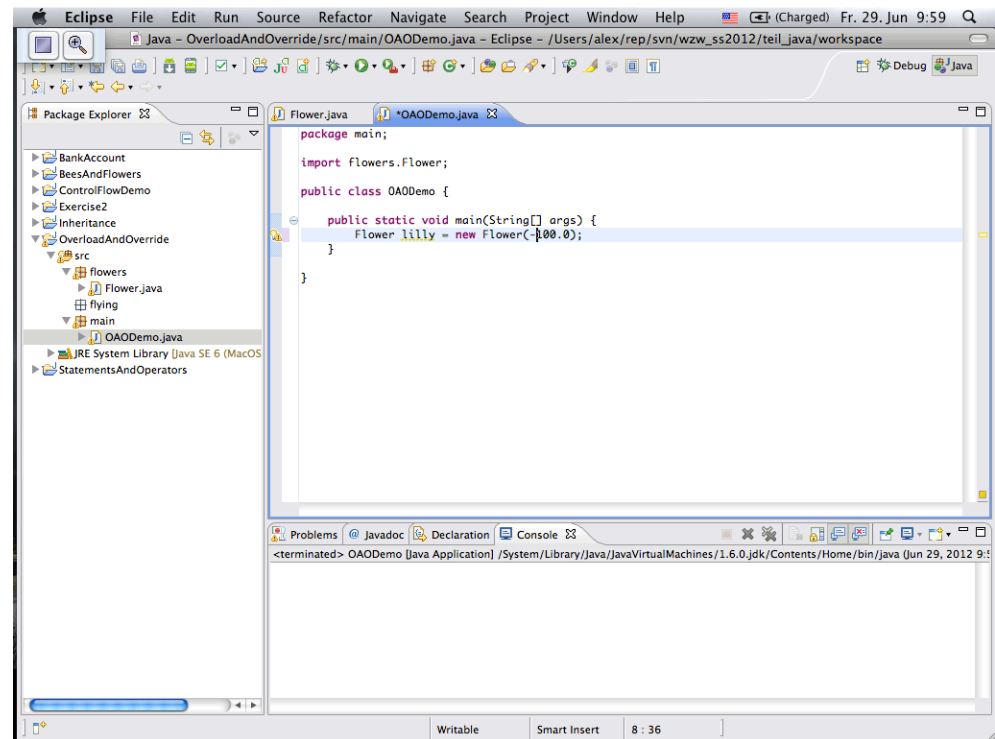 Eclipse File Edit Run Source Refactor Navigate Search Project Window Help (Charged) Fr. 29. Jun 9:59
Java – OverloadAndOverride/src/main/OAODemo.java – Eclipse – /Users/alex/rep/svn/wzw_ss2012/teil_java/workspace
Debug Java
Package Explorer
Flower.java *OAODemo.java
BankAccount
BeesAndFlowers
ControlFlowDemo
Exercise2
Inheritance
OverloadAndOverride
src
flowers
Flower.java
flying
main
OAODemo.java
JRE System Library [Java SE 6 (MacOS
StatementsAndOperators
package main;
import flowers.Flower;
public class OAODemo {
public static void main(String[] args) {
Flower lilly = new Flower(-100.0);
}
}
Problems @ Javadoc Declaration Console
<terminated> OAODemo [Java Application] /System/Library/Java/JavaVirtualMachines/1.6.0.jdk/Contents/Home/bin/java (Jun 29, 2012 9:5
Writable Smart Insert 8 : 36